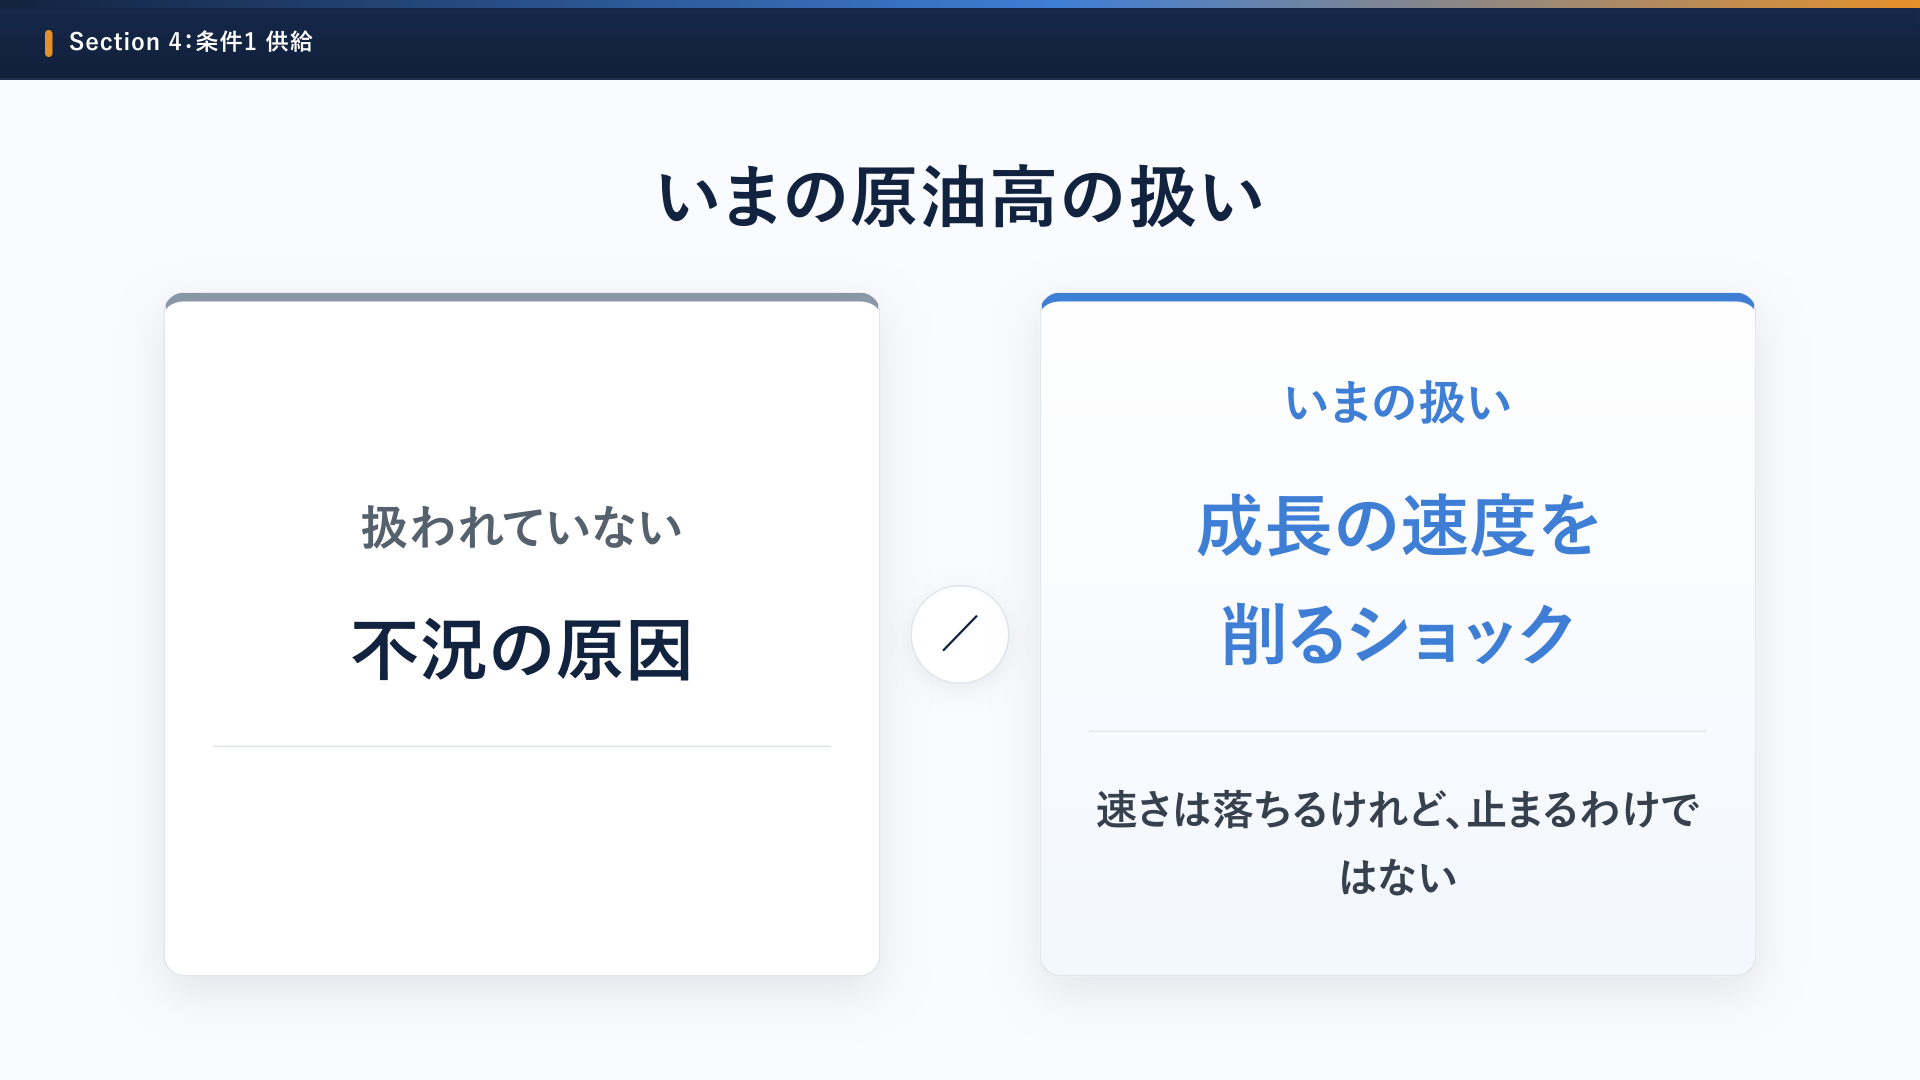 Section 4：条件1 供給
いまの原油高の扱い
扱われていない
不況の原因
／
いまの扱い
成長の速度を
削るショック
速さは落ちるけれど、止まるわけで
はない